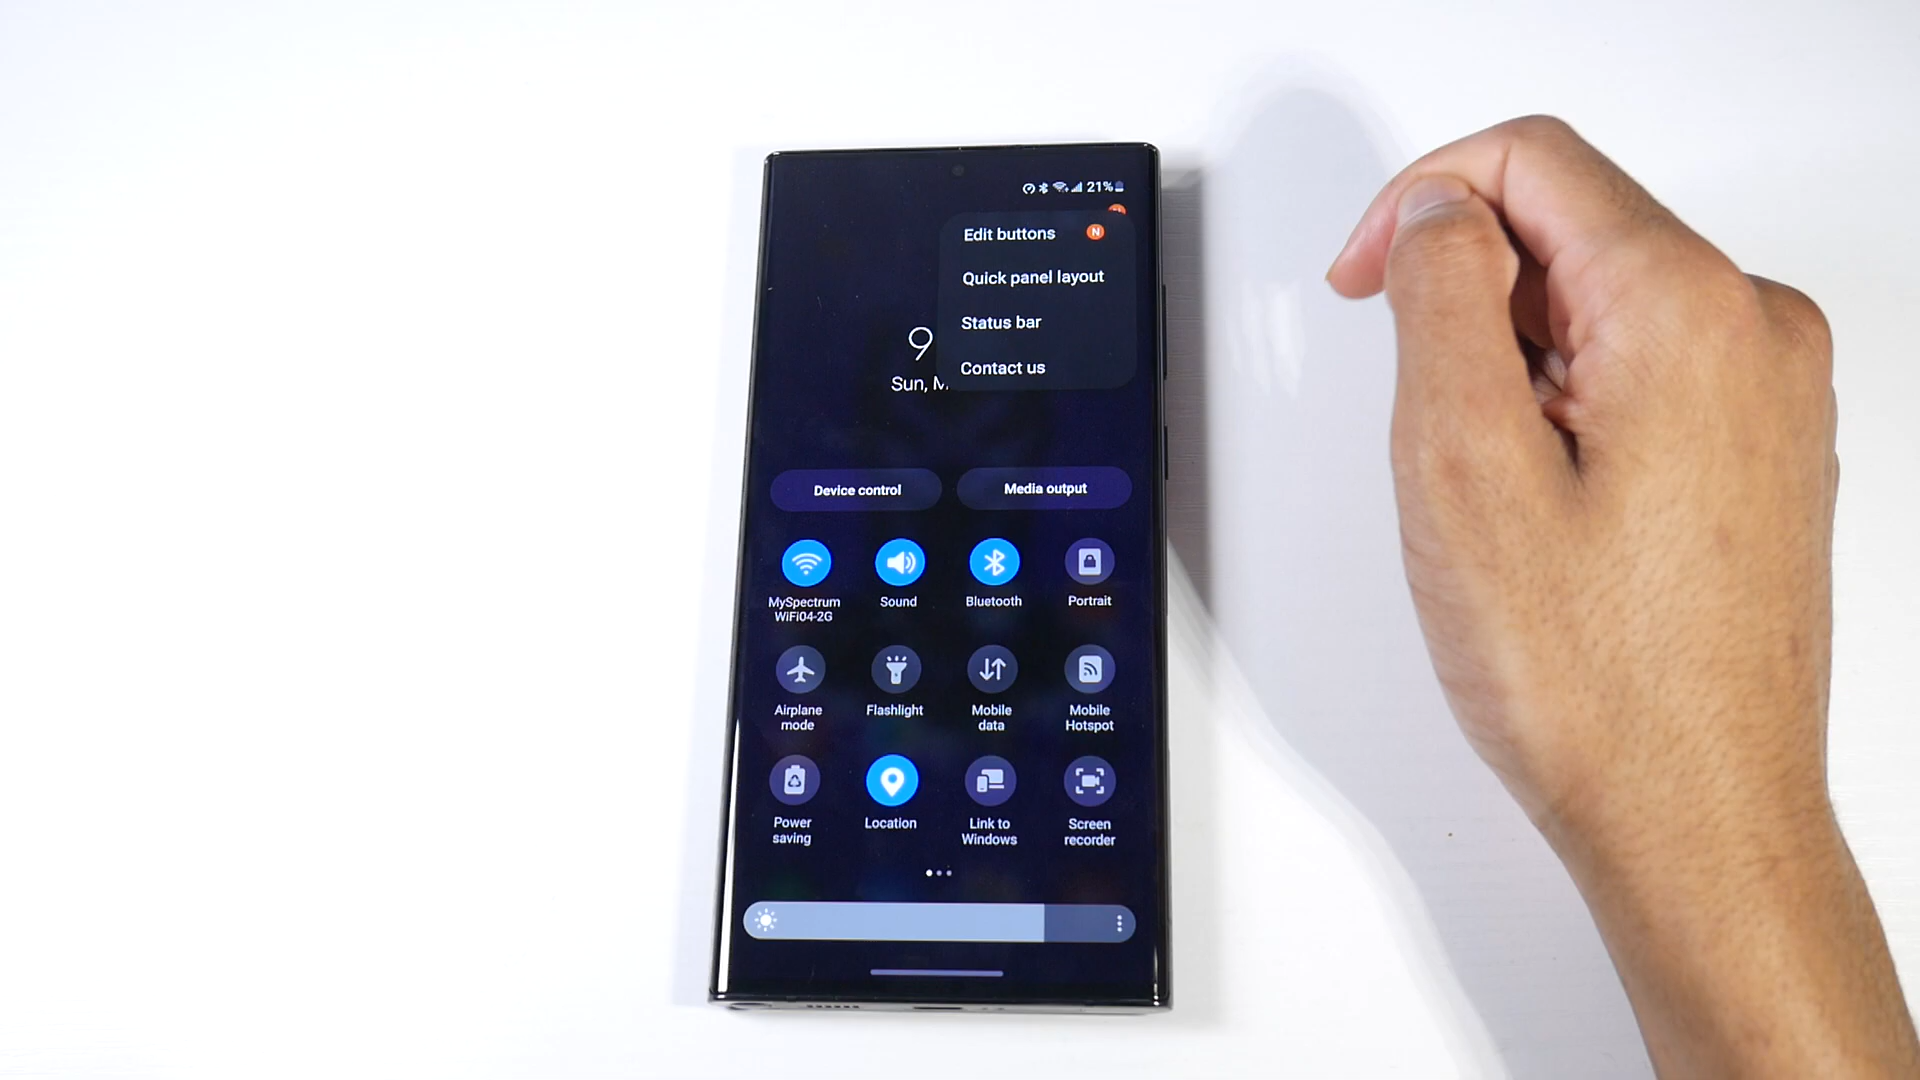 21%
Edit buttons N
Quick panel layout
Status bar
Contact us
9
Sun, M
Device control Media output
MySpectrum
WiFi04-2G
Sound
Bluetooth
Portrait
Airplane
mode
Flashlight
Mobile
data
Mobile
Hotspot
Power
saving
Location
Link to
Windows
Screen
recorder